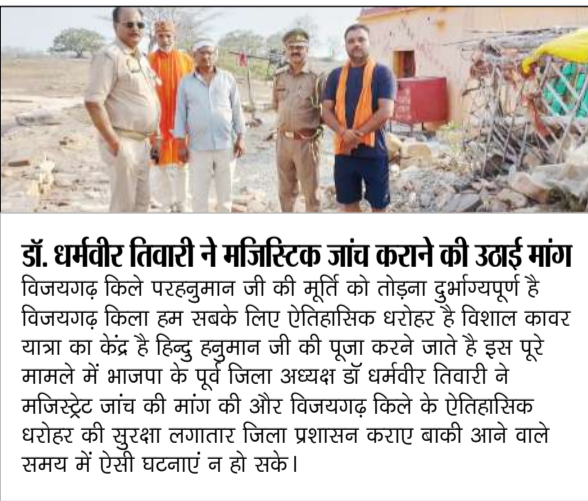 डॉ. धर्मवीर तिवारी ने मजिस्टिक जांच कराने की उठाई मांग
विजयगढ़ किले परहनुमान जी की मूर्ति को तोड़ना दुर्भाग्यपूर्ण है
विजयगढ़ किला हम सबके लिए ऐतिहासिक धरोहर है विशाल कावर
यात्रा का केंद्र है हिन्दु हनुमान जी की पूजा करने जाते है इस पूरे
मामले में भाजपा के पूर्व जिला अध्यक्ष डॉ धर्मवीर तिवारी ने
मजिस्ट्रेट जांच की मांग की और विजयगढ़ किले के ऐतिहासिक
धरोहर की सुरक्षा लगातार जिला प्रशासन कराए बाकी आने वाले
समय में ऐसी घटनाएं न हो सके।